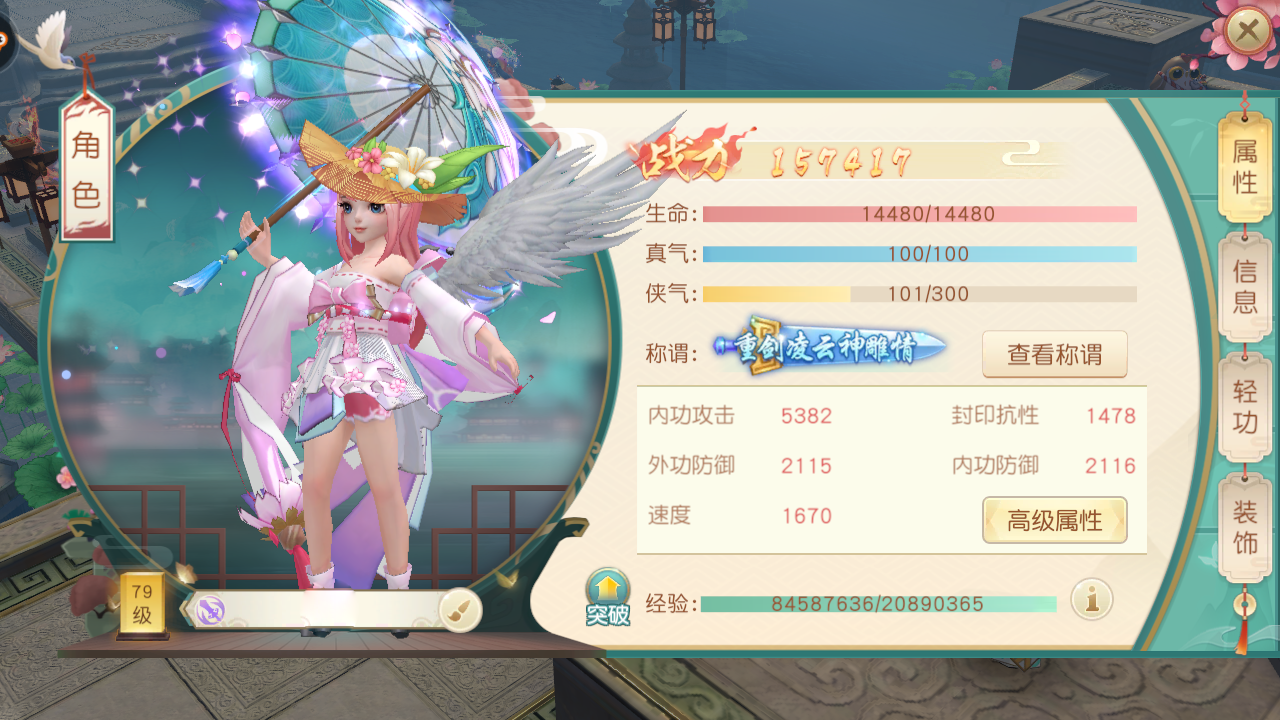 角色
战力 157417
生命: 14480/14480
真气: 100/100
侠气: 101/300
称谓: 重剑凌云神雕情 查看称谓
内功攻击 5382 封印抗性 1478
外功防御 2115 内功防御 2116
速度 1670 高级属性
突破 经验: 84587636/20890365
79级
属性
信息
轻功
装饰